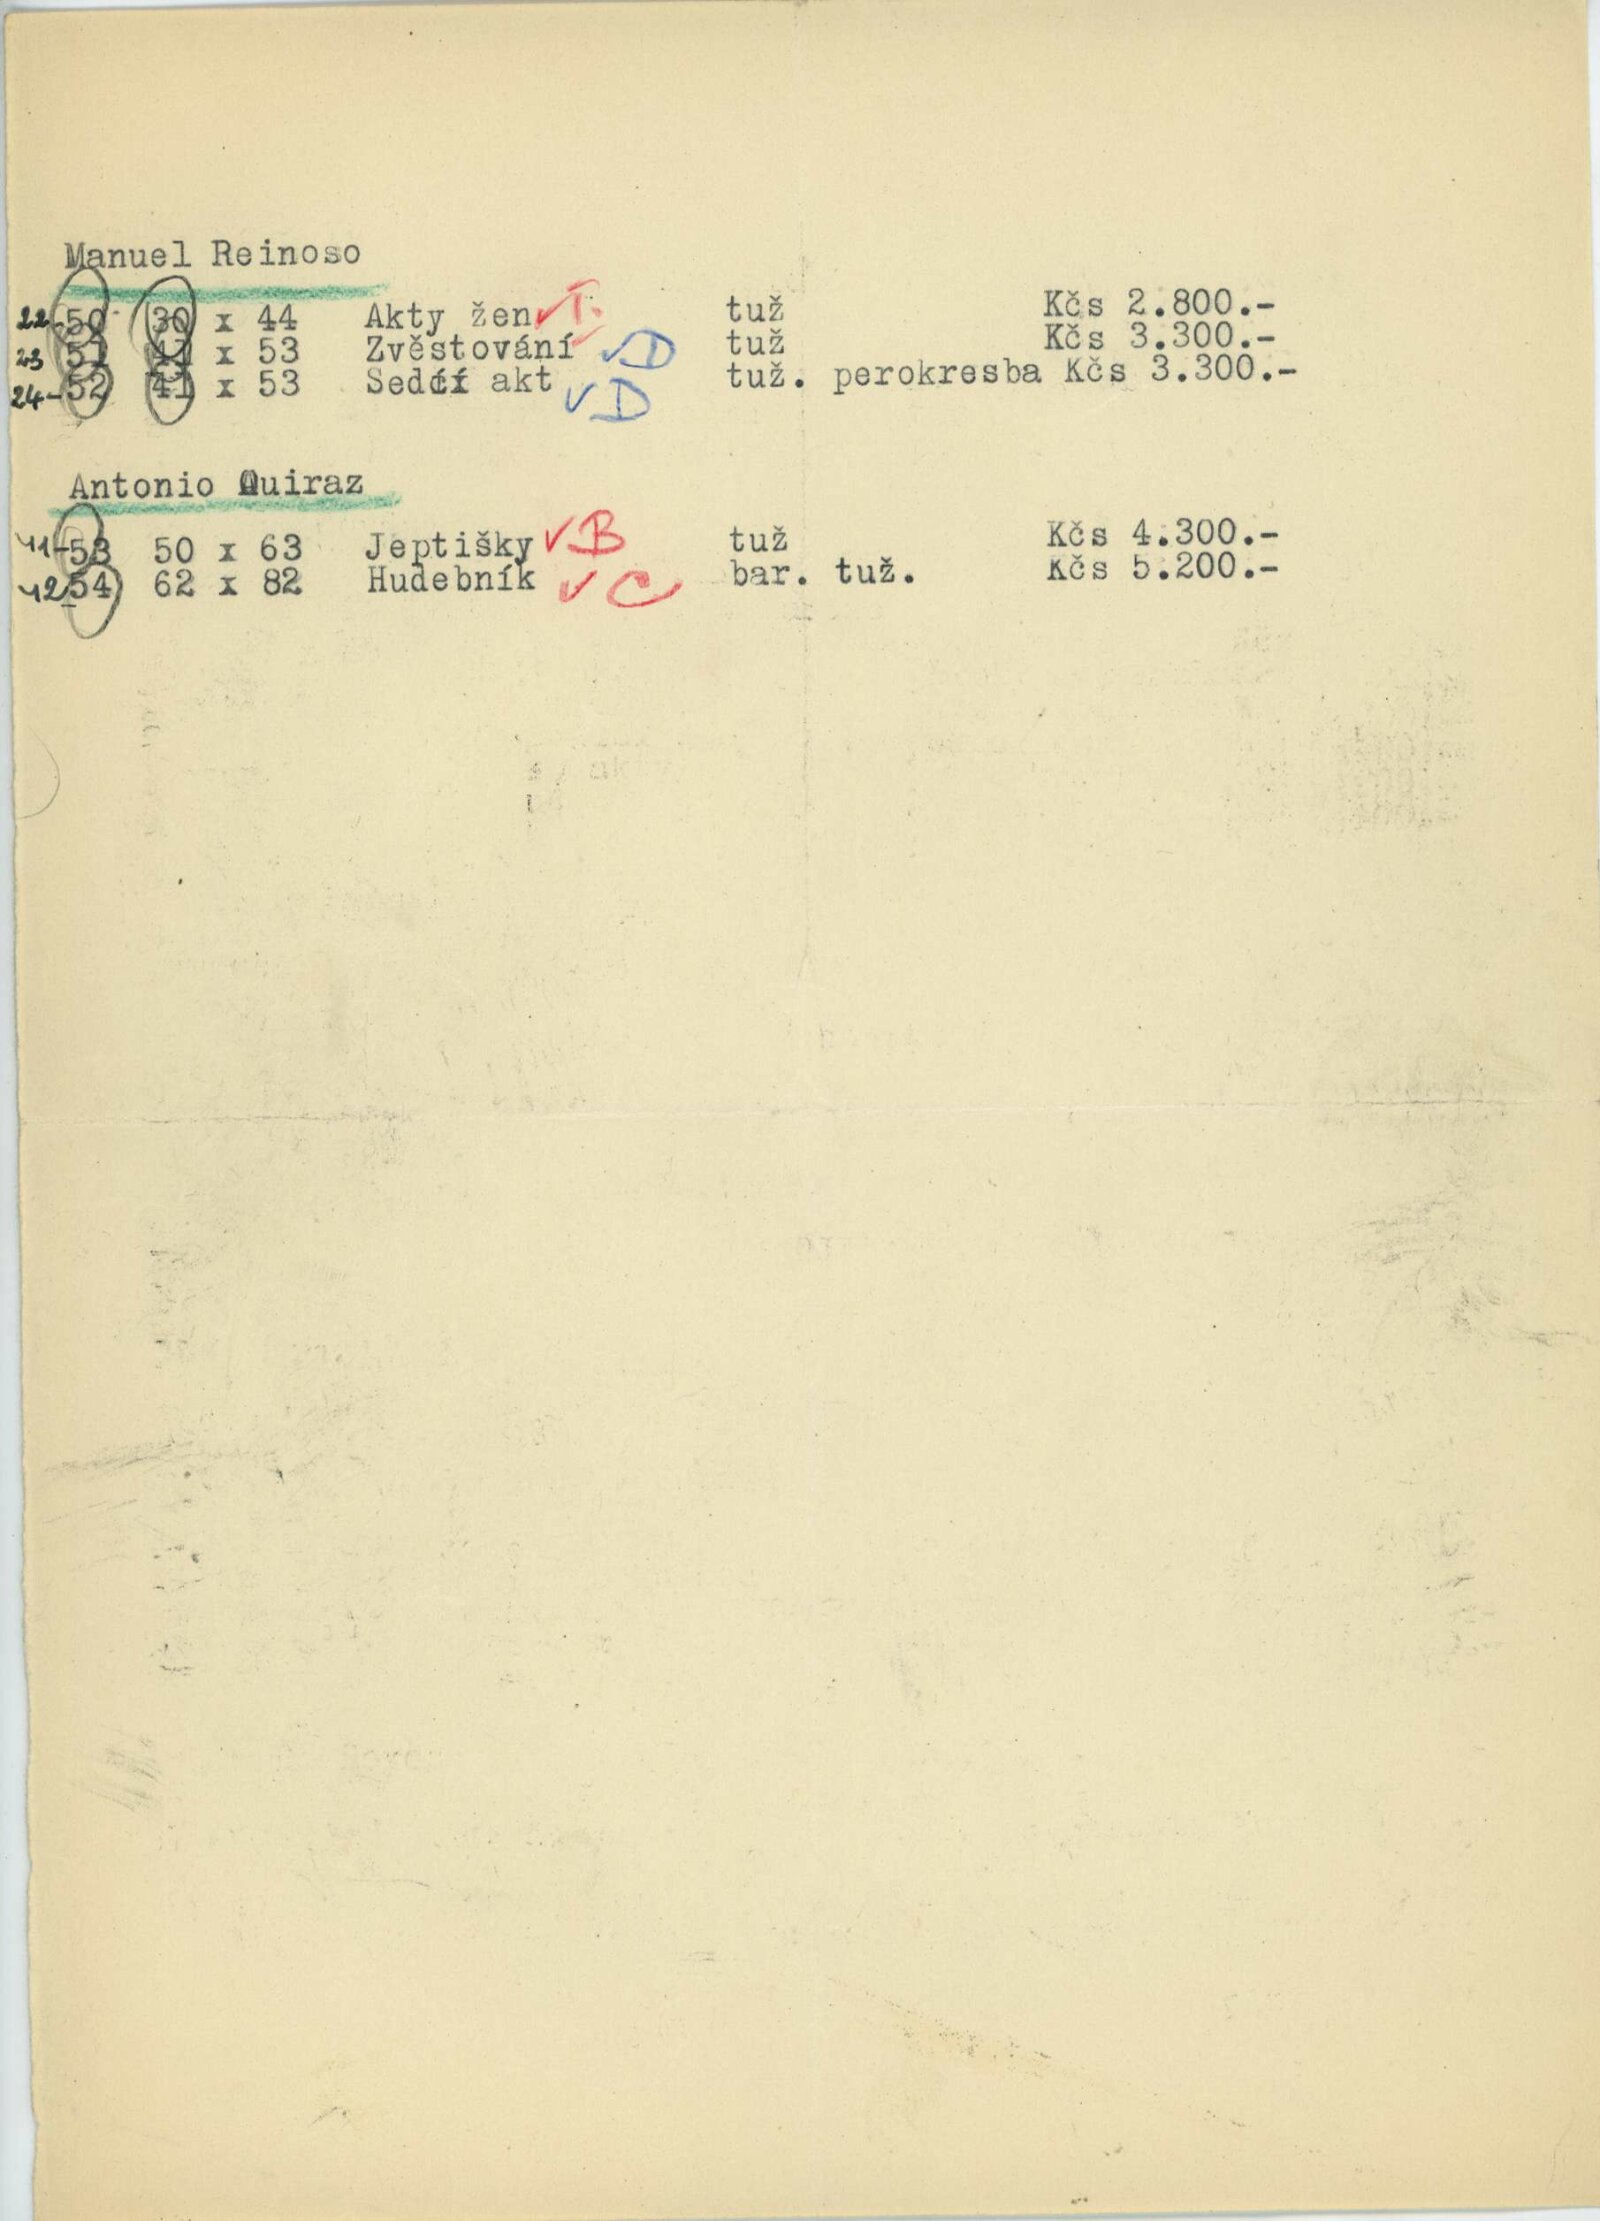 Manuel Reinoso
22- 50 30 x 44 Akty žen ✓T. tuž Kčs 2.800.-
23 51 41 x 53 Zvěstování ✓D tuž Kčs 3.300.-
24- 52 41 x 53 Sedčí akt ✓D tuž. perokresba Kčs 3.300.-
Antonio Quiraz
41- 53 50 x 63 Jeptišky ✓B tuž Kčs 4.300.-
42 54 62 x 82 Hudebník ✓C bar. tuž. Kčs 5.200.-